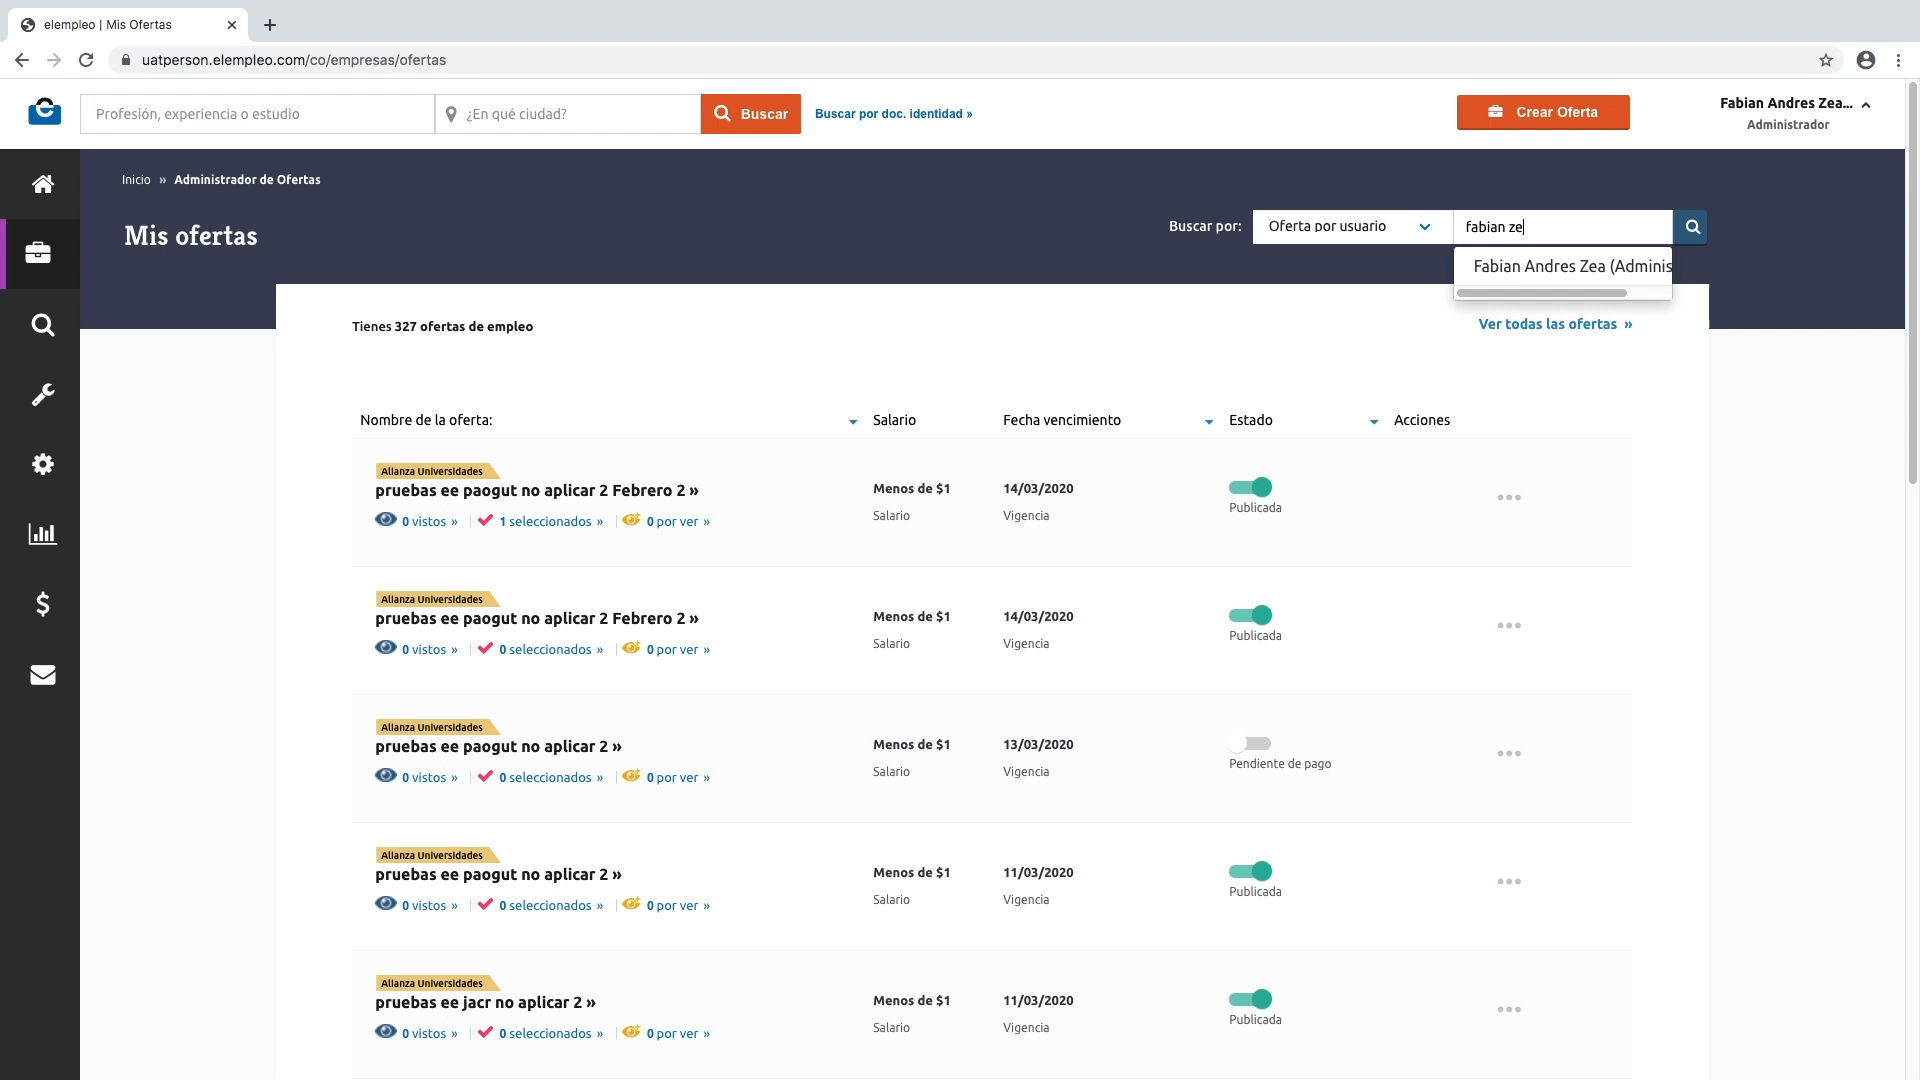 elempleo | Mis Ofertas
uatperson.elempleo.com/co/empresas/ofertas
Profesión, experiencia o estudio
¿En qué ciudad?
Buscar
Buscar por doc. identidad »
Crear Oferta
Fabian Andres Zea...
Administrador
Inicio » Administrador de Ofertas
Mis ofertas
Buscar por:
Oferta por usuario
fabian ze
Fabian Andres Zea (Adminis
Tienes 327 ofertas de empleo
Ver todas las ofertas »
Nombre de la oferta: Salario Fecha vencimiento Estado Acciones
Alianza Universidades
pruebas ee paogut no aplicar 2 Febrero 2 »
Menos de $1 14/03/2020
Salario Vigencia Publicada
0 vistos » | 1 seleccionados » | 0 por ver »
Alianza Universidades
pruebas ee paogut no aplicar 2 Febrero 2 »
Menos de $1 14/03/2020
Salario Vigencia Publicada
0 vistos » | 0 seleccionados » | 0 por ver »
Alianza Universidades
pruebas ee paogut no aplicar 2 »
Menos de $1 13/03/2020
Salario Vigencia Pendiente de pago
0 vistos » | 0 seleccionados » | 0 por ver »
Alianza Universidades
pruebas ee paogut no aplicar 2 »
Menos de $1 11/03/2020
Salario Vigencia Publicada
0 vistos » | 0 seleccionados » | 0 por ver »
Alianza Universidades
pruebas ee jacr no aplicar 2 »
Menos de $1 11/03/2020
Salario Vigencia Publicada
0 vistos » | 0 seleccionados » | 0 por ver »